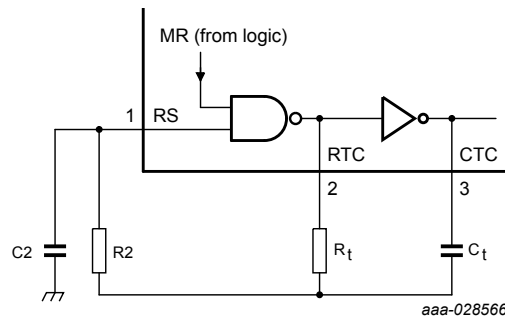 MR (from logic)
1 RS
RTC CTC
2 3
C2 R2 Rt Ct
aaa-028566